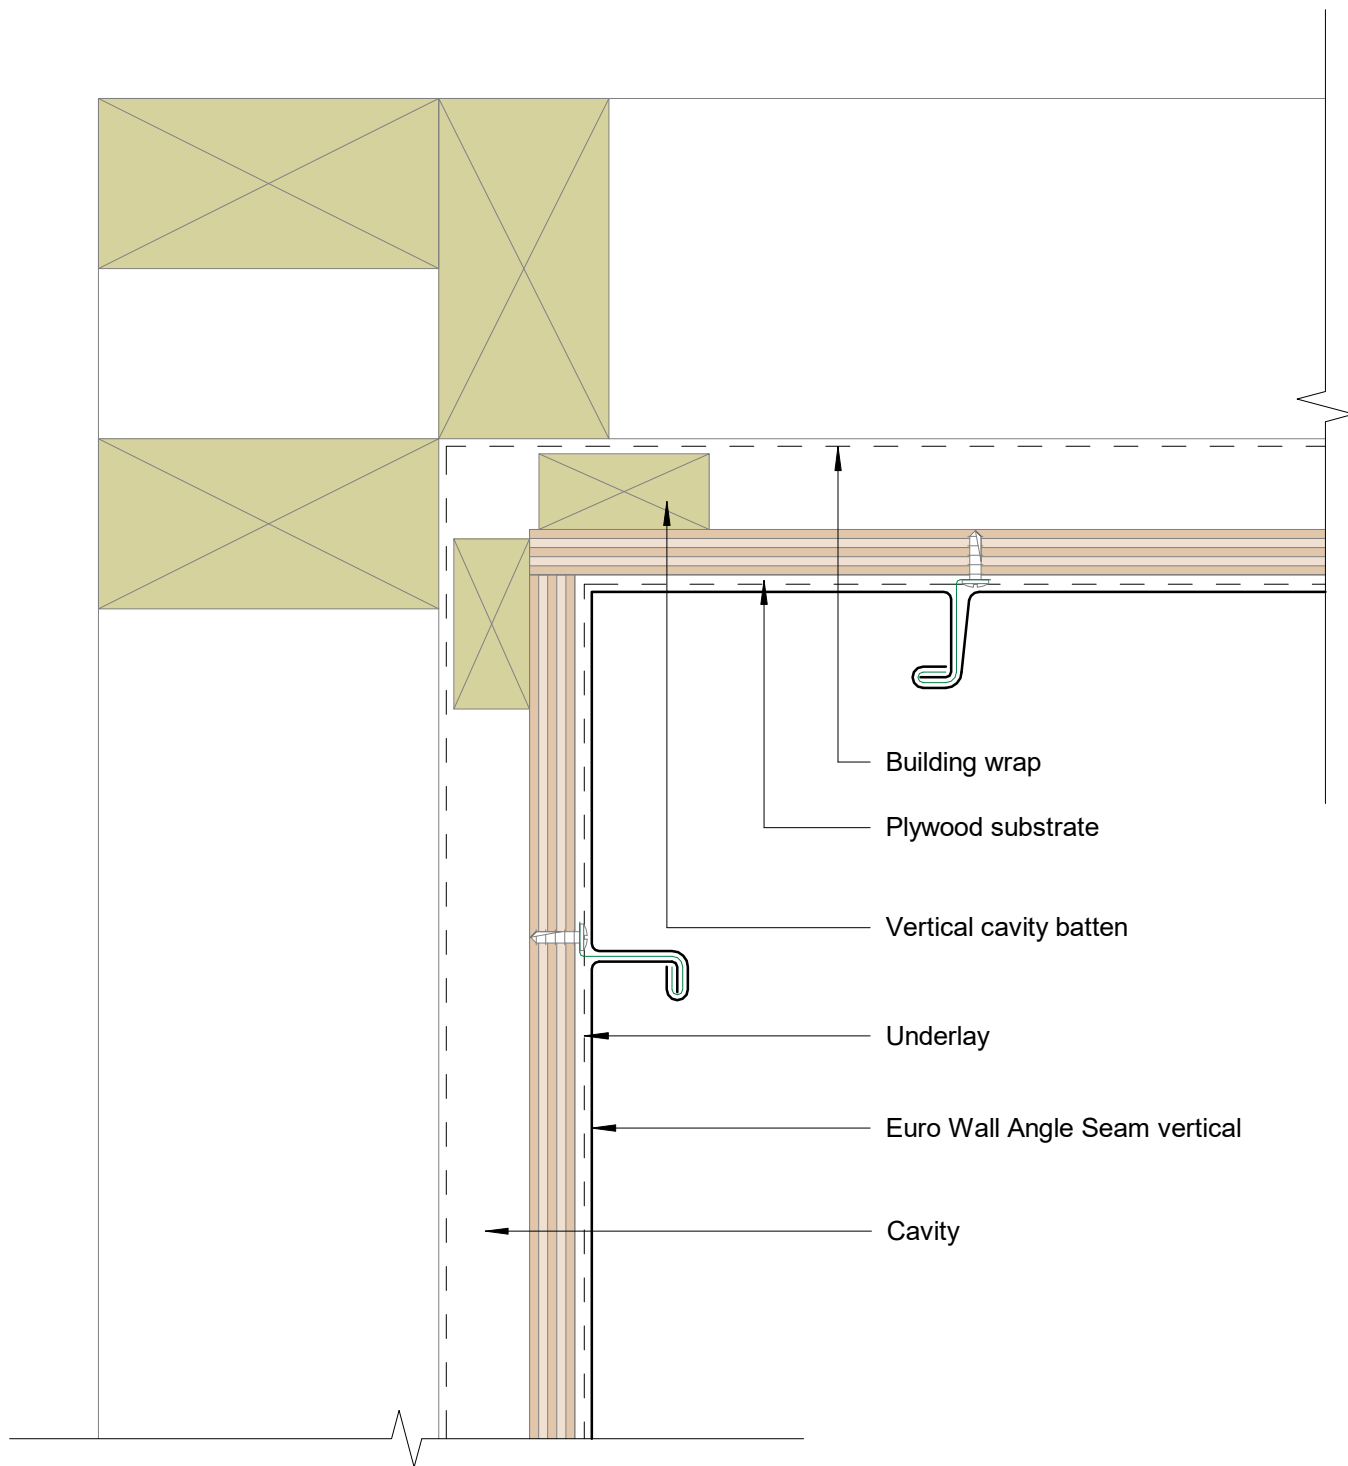 Building wrap
Plywood substrate
Vertical cavity batten
Underlay
Euro Wall Angle Seam vertical
Cavity